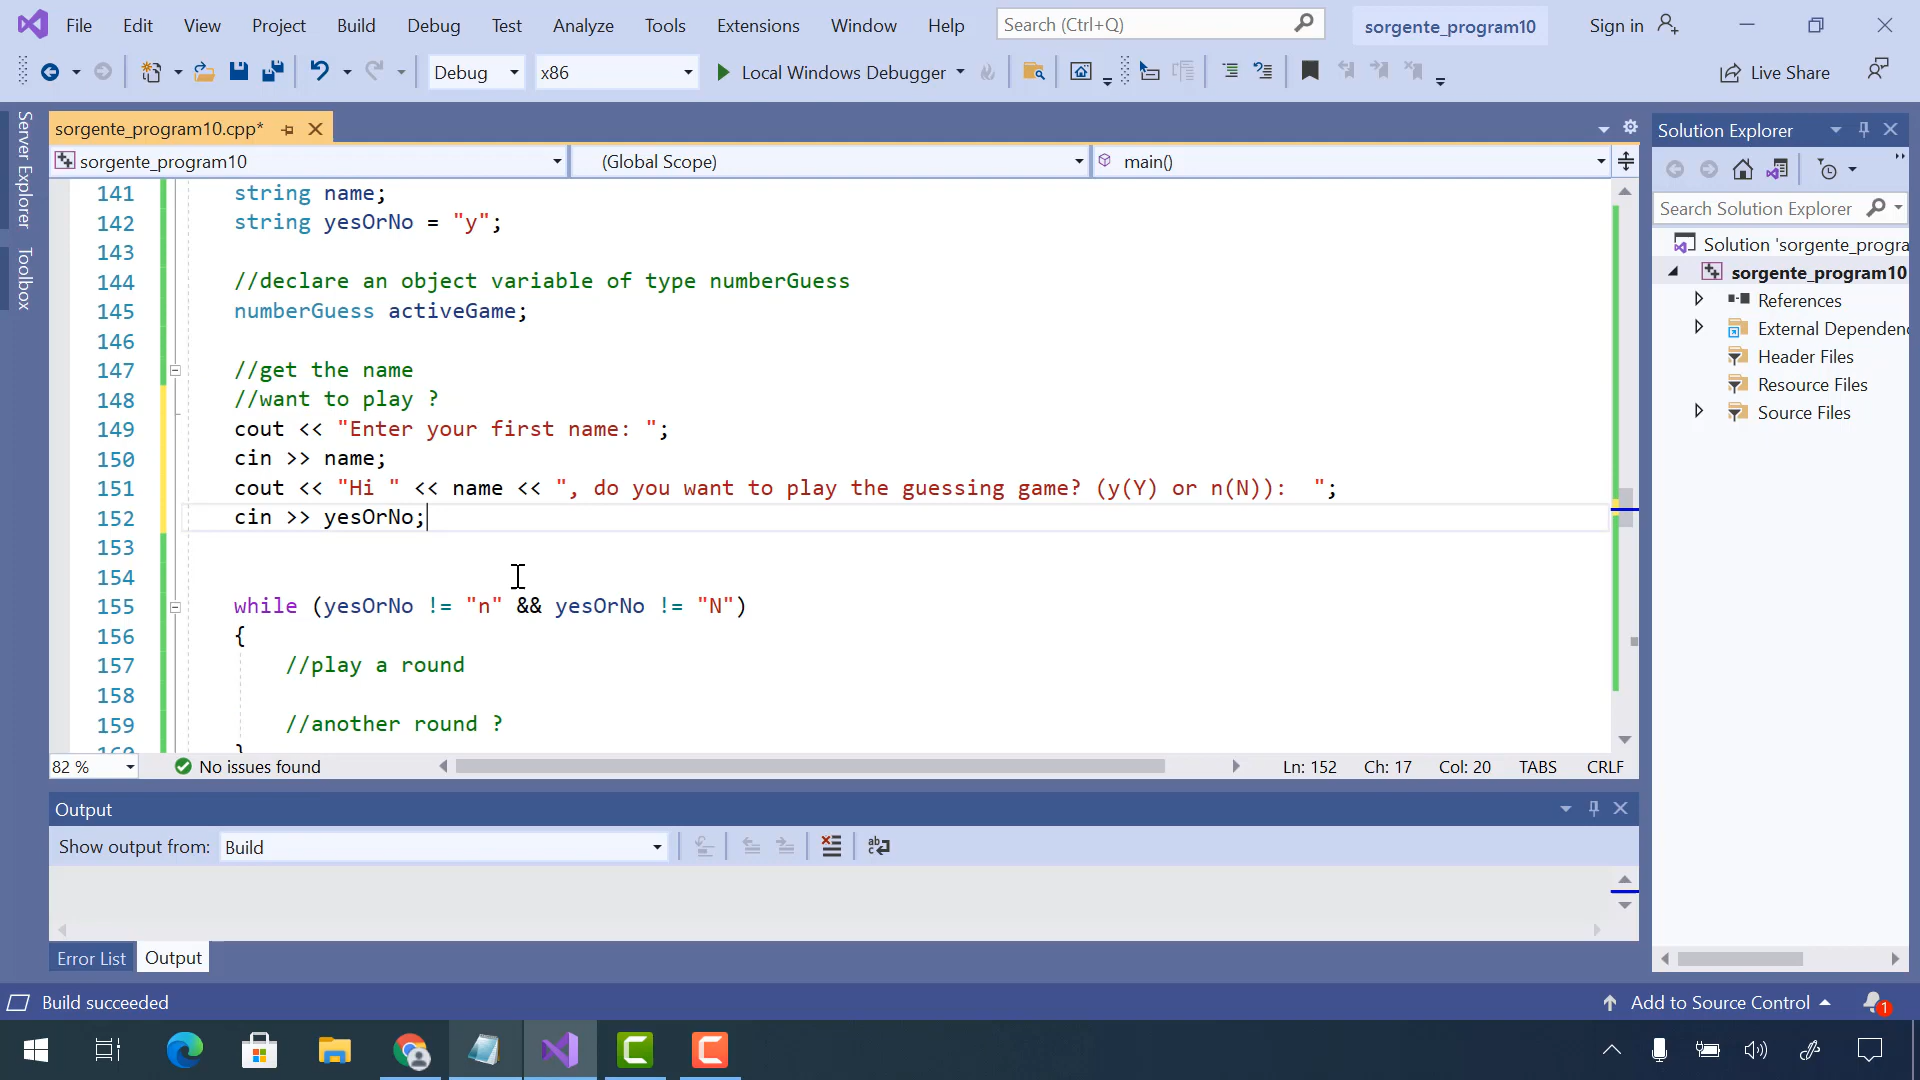 File Edit View Project Build Debug Test Analyze Tools Extensions Window Help Search (Ctrl+Q) sorgente_program10 Sign in
Debug x86 Local Windows Debugger Live Share
Server Explorer
Toolbox
sorgente_program10.cpp*
sorgente_program10 (Global Scope) main()
141 string name;
142 string yesOrNo = "y";
143
144 //declare an object variable of type numberGuess
145 numberGuess activeGame;
146
147 //get the name
148 //want to play ?
149 cout << "Enter your first name: ";
150 cin >> name;
151 cout << "Hi " << name << ", do you want to play the guessing game? (y(Y) or n(N)):  ";
152 cin >> yesOrNo;
153
154
155 while (yesOrNo != "n" && yesOrNo != "N")
156 {
157 //play a round
158
159 //another round ?
160 }
82 % No issues found Ln: 152 Ch: 17 Col: 20 TABS CRLF
Output
Show output from: Build
Error List Output
Build succeeded Add to Source Control 1
Solution Explorer
Search Solution Explorer
Solution 'sorgente_progra
sorgente_program10
References
External Dependen
Header Files
Resource Files
Source Files